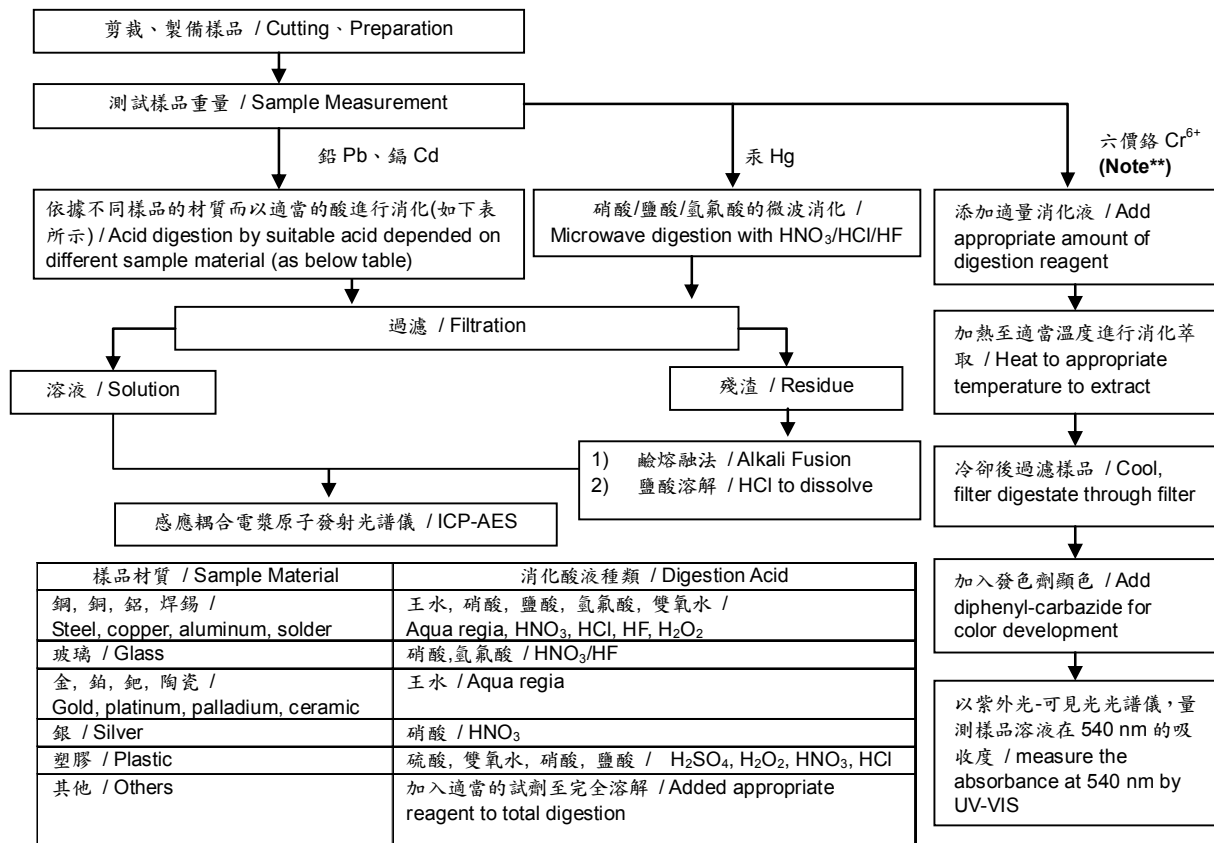 剪裁、製備樣品 / Cutting、Preparation
測試樣品重量 / Sample Measurement
鉛 Pb、鎘 Cd
汞 Hg
六價鉻 Cr⁶⁺
(Note**)
依據不同樣品的材質而以適當的酸進行消化(如下表
所示) / Acid digestion by suitable acid depended on
different sample material (as below table)
硝酸/鹽酸/氫氟酸的微波消化 /
Microwave digestion with HNO₃/HCl/HF
添加適量消化液 / Add
appropriate amount of
digestion reagent
過濾 / Filtration
加熱至適當溫度進行消化萃
取 / Heat to appropriate
temperature to extract
溶液 / Solution
殘渣 / Residue
1) 鹼熔融法 / Alkali Fusion
2) 鹽酸溶解 / HCl to dissolve
冷卻後過濾樣品 / Cool,
filter digestate through filter
感應耦合電漿原子發射光譜儀 / ICP-AES
加入發色劑顯色 / Add
diphenyl-carbazide for
color development
以紫外光-可見光光譜儀，量
測樣品溶液在 540 nm 的吸
收度 / measure the
absorbance at 540 nm by
UV-VIS
樣品材質 / Sample Material 消化酸液種類 / Digestion Acid
鋼, 銅, 鋁, 焊錫 / 王水, 硝酸, 鹽酸, 氫氟酸, 雙氧水 /
Steel, copper, aluminum, solder Aqua regia, HNO₃, HCl, HF, H₂O₂
玻璃 / Glass 硝酸,氫氟酸 / HNO₃/HF
金, 鉑, 鈀, 陶瓷 / 王水 / Aqua regia
Gold, platinum, palladium, ceramic
銀 / Silver 硝酸 / HNO₃
塑膠 / Plastic 硫酸, 雙氧水, 硝酸, 鹽酸 / H₂SO₄, H₂O₂, HNO₃, HCl
其他 / Others 加入適當的試劑至完全溶解 / Added appropriate
reagent to total digestion